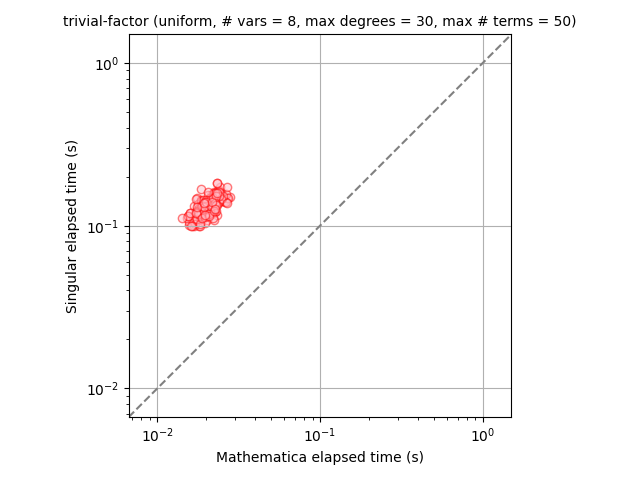 trivial-factor (uniform, # vars = 8, max degrees = 30, max # terms = 50)
10⁰
10⁻¹
10⁻²
Singular elapsed time (s)
10⁻² 10⁻¹ 10⁰
Mathematica elapsed time (s)